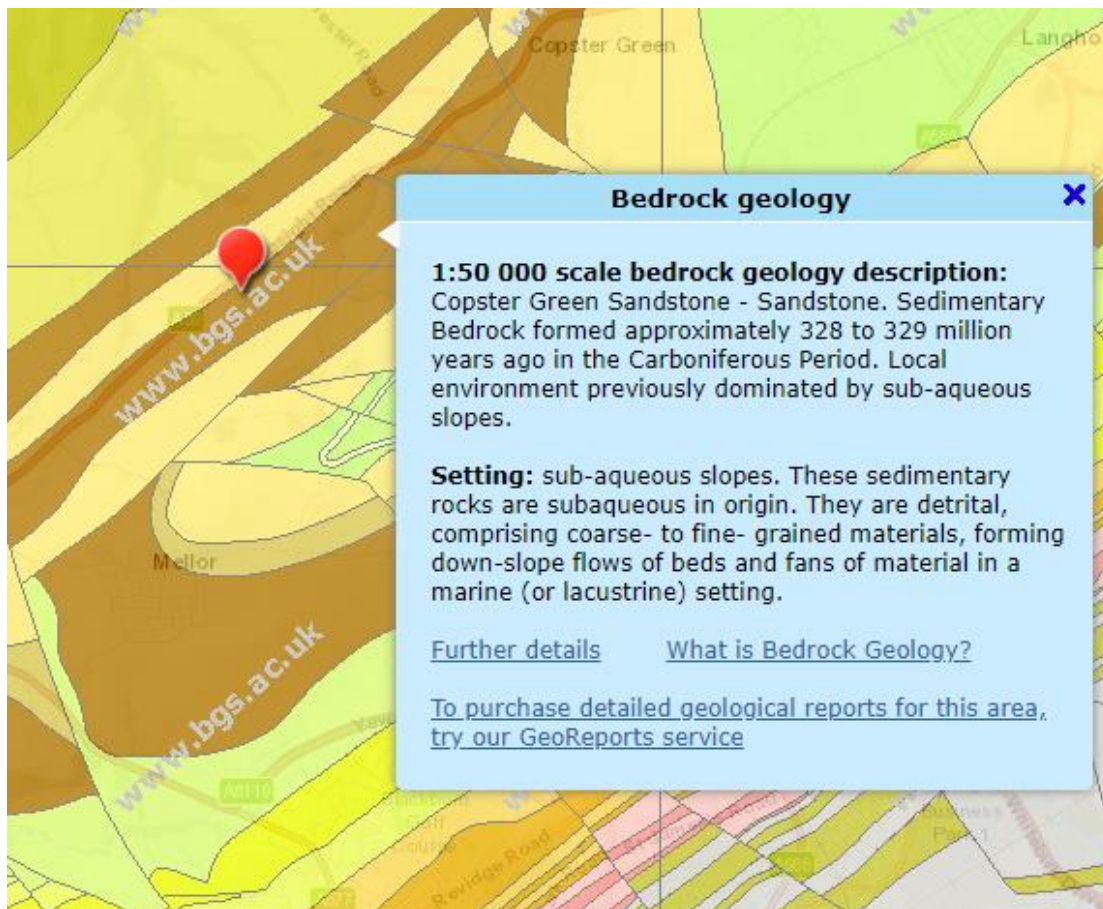 Copster Green
Langho
Bedrock geology
1:50 000 scale bedrock geology description:
Copster Green Sandstone - Sandstone. Sedimentary
Bedrock formed approximately 328 to 329 million
years ago in the Carboniferous Period. Local
environment previously dominated by sub-aqueous
slopes.
Setting: sub-aqueous slopes. These sedimentary
rocks are subaqueous in origin. They are detrital,
comprising coarse- to fine- grained materials, forming
down-slope flows of beds and fans of material in a
marine (or lacustrine) setting.
Further details What is Bedrock Geology?
To purchase detailed geological reports for this area,
try our GeoReports service
www.bgs.ac.uk
Mellor
www.bgs.ac.uk
A6119
Golf
Course
Revidge Road
Business
Park 1
A677